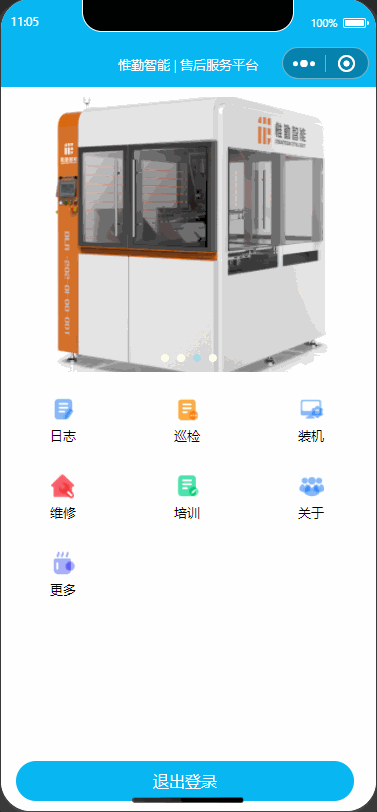 11:05
100%
惟勤智能 | 售后服务平台
惟勤智能
日志
巡检
装机
维修
培训
关于
更多
退出登录